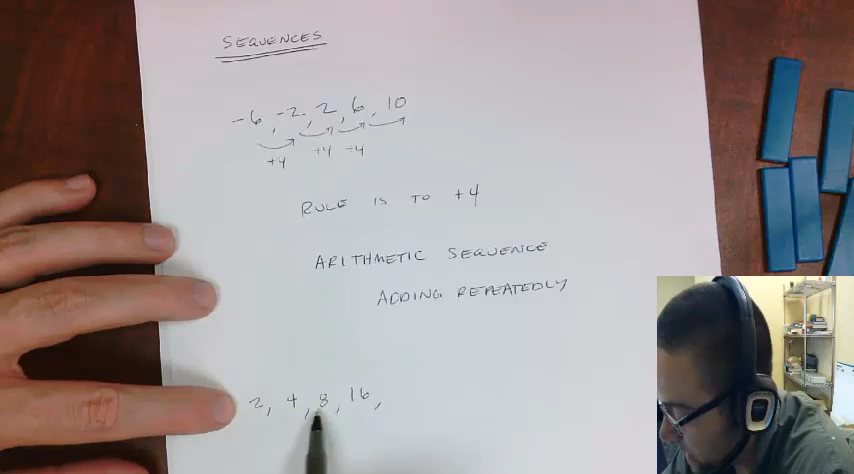 SEQUENCES
-6, -2, 2, 6, 10
+4 +4 +4
RULE IS TO +4
ARITHMETIC SEQUENCE
ADDING REPEATEDLY
2, 4, 8, 16,